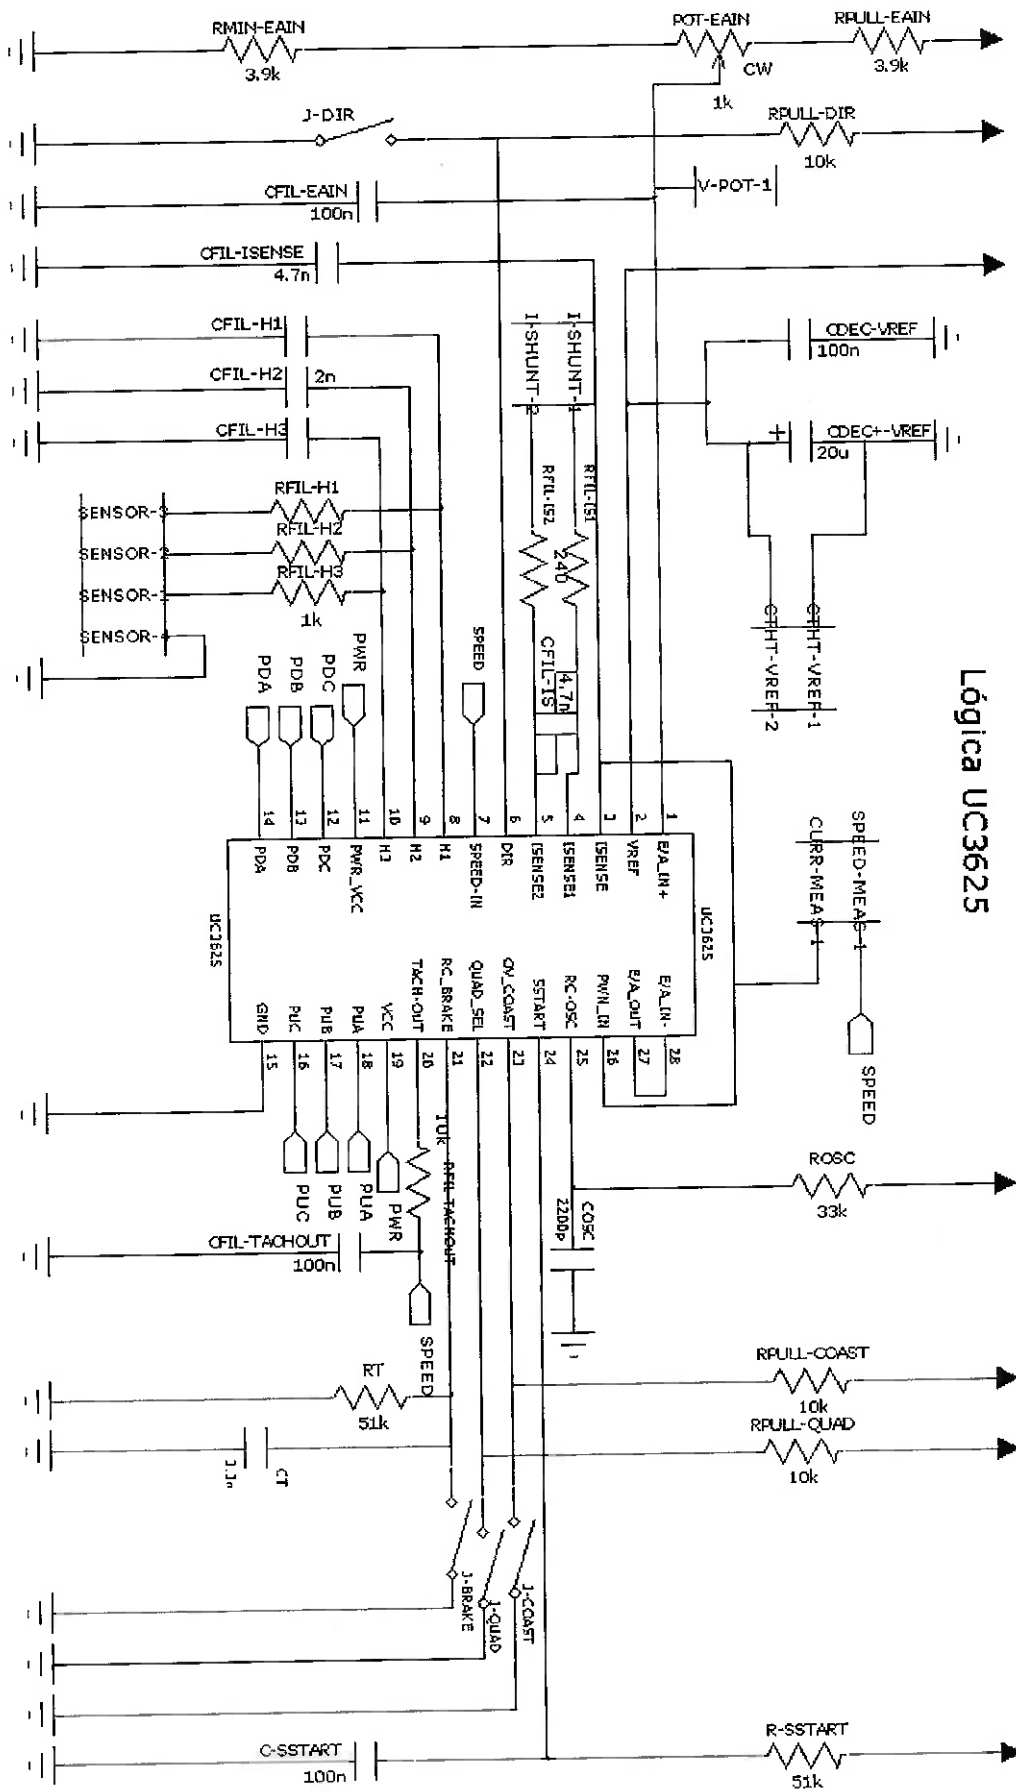 RMIN-EAIN
3.9k
POT-EAIN
CW
1k
RPULL-EAIN
3.9k
J-DIR
RPULL-DIR
10k
V-POT-1
CFIL-EAIN
100n
CFIL-ISENSE
4.7n
CFIL-H1
CFIL-H2
2n
CFIL-H3
I-SHUNT-2
I-SHUNT-1
CDEC-VREF
100n
CDEC+-VREF
+
20u
RFIL-IS2
RFIL-IS1
240
SENSOR-3
RFIL-H1
SENSOR-2
RFIL-H2
SENSOR-1
RFIL-H3
1k
SENSOR-4
CFIL-IS
4.7n
CTHT-VREF-2
CTHT-VREF-1
Lógica UC3625
PDA
PDB
PDC
PWR
SPEED
SPEED-MEAS-1
CURR-MEAS-1
SPEED
14
13
12
11
10
9
8
7
6
5
4
3
2
1
PDA
PDB
PDC
PWR_VCC
H3
H2
H1
SPEED-IN
DIR
ISENSE2
ISENSE1
ISENSE
VREF
E/A_IN+
UC3625
UC3625
GND
PUC
PUB
PUA
VCC
TACH-OUT
RC_BRAKE
QUAD_SEL
OV_COAST
SSTART
RC-OSC
PWN_IN
E/A_OUT
E/A_IN-
15
16
17
18
19
20
21
22
23
24
25
26
27
28
PUC
PUB
PUA
PWR
10k
RFIL-TACHOUT
SPEED
CFIL-TACHOUT
100n
COSC
2200p
ROSC
33k
RT
51k
CT
RPULL-COAST
10k
RPULL-QUAD
10k
J-BRAKE
J-QUAD
J-COAST
C-SSTART
100n
R-SSTART
51k